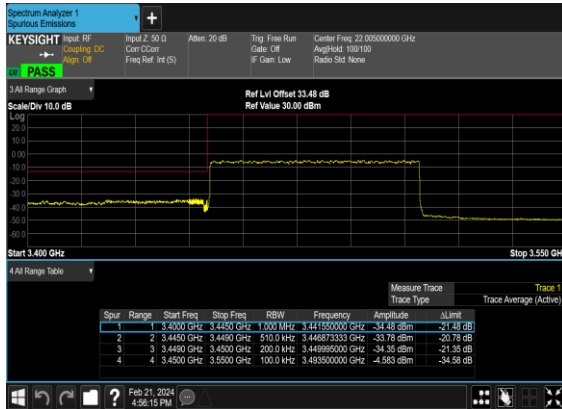 Spectrum Analyzer 1
Spurious Emissions
KEYSIGHT Input: RF Input Z: 50 Ω Atten: 20 dB Trig: Free Run Center Freq: 22.005000000 GHz
Coupling: DC Corr CCorr Gate: Off Avg|Hold: 100/100
Align: Off Freq Ref: Int (S) IF Gain: Low Radio Std: None
PASS
3 All Range Graph
Ref Lvl Offset 33.48 dB
Scale/Div 10.0 dB Ref Value 30.00 dBm
Log
20.0
10.0
0.00
-10.0
-20.0
-30.0
-40.0
-50.0
-60.0
Start 3.400 GHz Stop 3.550 GH
4 All Range Table
Measure Trace Trace 1
Trace Type Trace Average (Active)
Spur Range Start Freq Stop Freq RBW Frequency Amplitude ΔLimit
1 1 3.4000 GHz 3.4450 GHz 1.000 MHz 3.441550000 GHz -34.48 dBm -21.48 dB
2 2 3.4450 GHz 3.4490 GHz 510.0 kHz 3.446873333 GHz -33.78 dBm -20.78 dB
3 3 3.4490 GHz 3.4500 GHz 200.0 kHz 3.449995000 GHz -34.35 dBm -21.35 dB
4 4 3.4500 GHz 3.5500 GHz 100.0 kHz 3.493500000 GHz -4.583 dBm -34.58 dB
? Feb 21, 2024
4:56:15 PM